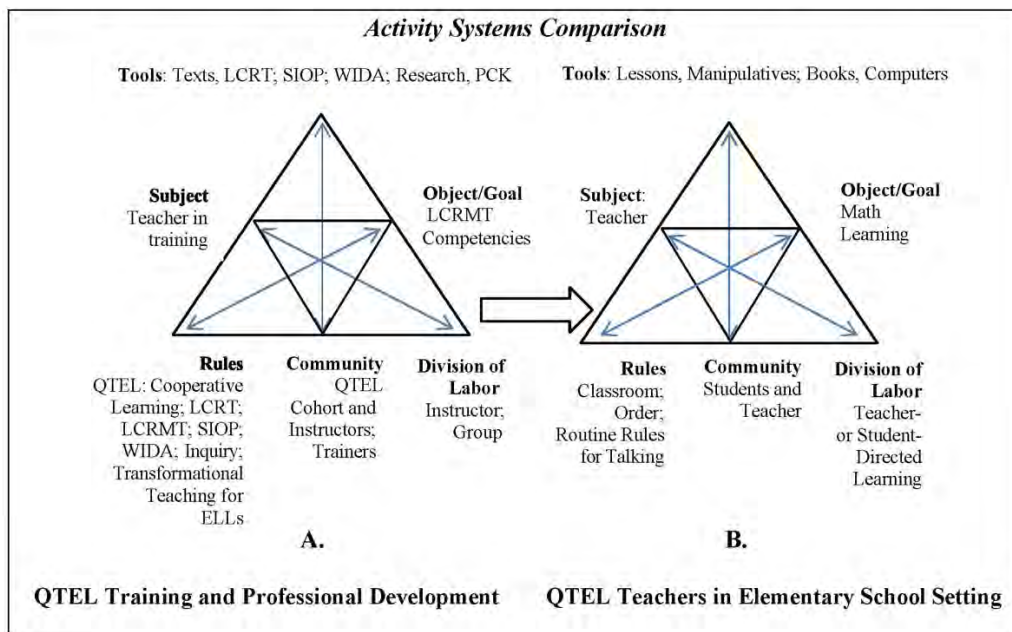 Activity Systems Comparison
Tools: Texts, LCRT; SIOP; WIDA; Research, PCK
Subject
Teacher in
training
Object/Goal
LCRMT
Competencies
Rules
QTEL: Cooperative
Learning; LCRT;
LCRMT; SIOP;
WIDA; Inquiry;
Transformational
Teaching for
ELLs
Community
QTEL
Cohort and
Instructors;
Trainers
Division of
Labor
Instructor;
Group
A.
QTEL Training and Professional Development
Tools: Lessons, Manipulatives; Books, Computers
Subject:
Teacher
Object/Goal
Math
Learning
Rules
Classroom;
Order;
Routine Rules
for Talking
Community
Students and
Teacher
Division of
Labor
Teacher-
or Student-
Directed
Learning
B.
QTEL Teachers in Elementary School Setting